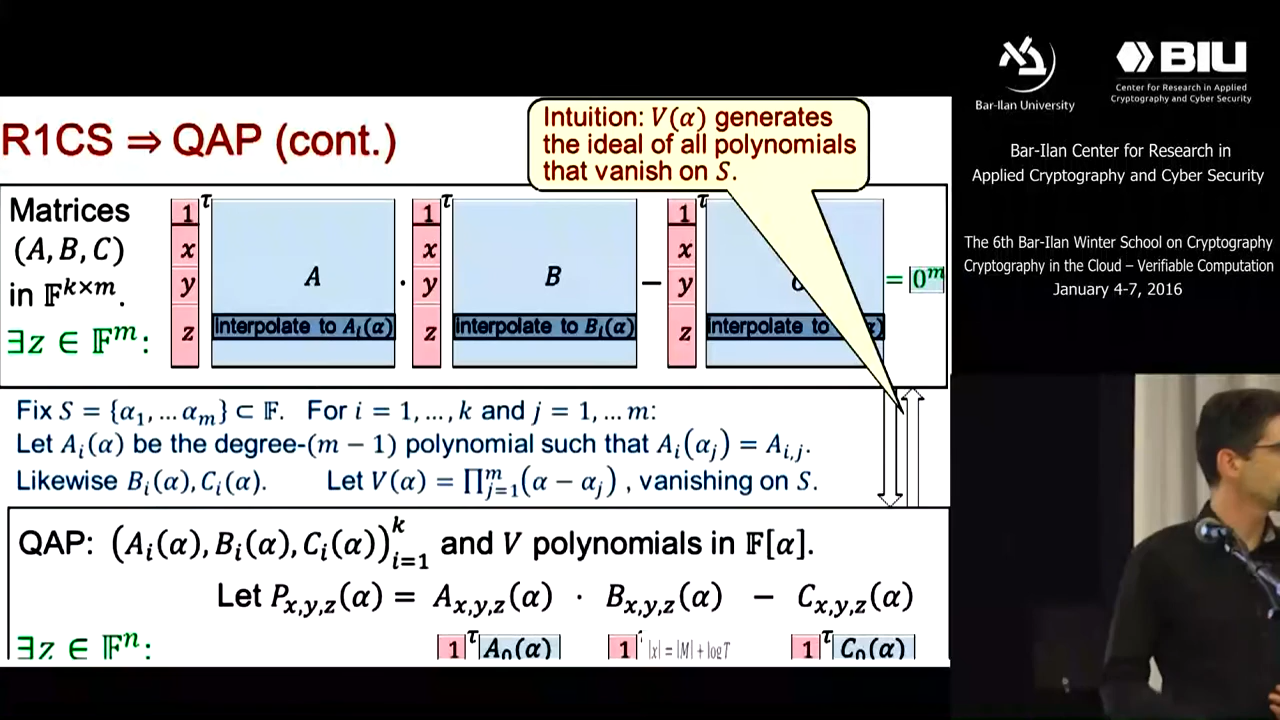 R1CS ⇒ QAP (cont.)
Intuition: V(α) generates
the ideal of all polynomials
that vanish on S.
Matrices
(A, B, C)
in 𝔽^{k×m}.
∃z ∈ 𝔽^m:
1 τ 1 τ 1 τ
x x x
y A · y B − y = 0^m
z Interpolate to A_i(α) z Interpolate to B_i(α) z Interpolate to
Fix S = {α_1, … α_m} ⊂ 𝔽. For i = 1, …, k and j = 1, … m:
Let A_i(α) be the degree-(m − 1) polynomial such that A_i(α_j) = A_{i,j}.
Likewise B_i(α), C_i(α). Let V(α) = ∏_{j=1}^m (α − α_j) , vanishing on S.
QAP: (A_i(α), B_i(α), C_i(α))_{i=1}^k and V polynomials in 𝔽[α].
Let P_{x,y,z}(α) = A_{x,y,z}(α) · B_{x,y,z}(α) − C_{x,y,z}(α)
∃z ∈ 𝔽^n: 1 τ A_0(α) 1 |x| = |M| + log T 1 τ C_0(α)
Bar-Ilan University
BIU
Center for Research in Applied
Cryptography and Cyber Security
Bar-Ilan Center for Research in
Applied Cryptography and Cyber Security
The 6th Bar-Ilan Winter School on Cryptography
Cryptography in the Cloud – Verifiable Computation
January 4-7, 2016